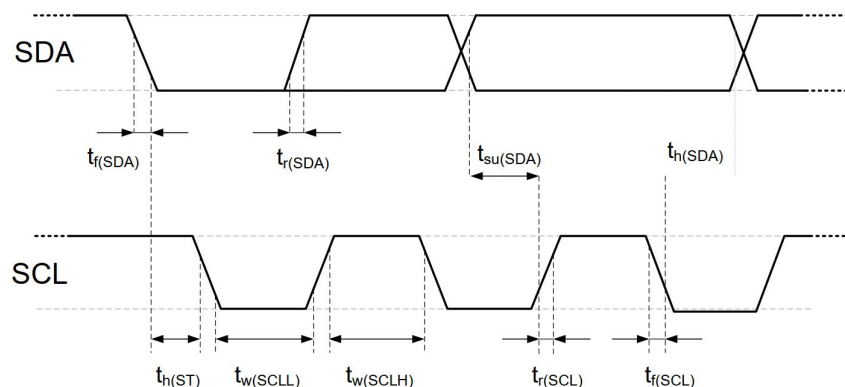 SDA
tf(SDA)
tr(SDA)
tsu(SDA)
th(SDA)
SCL
th(ST)
tw(SCLL)
tw(SCLH)
tr(SCL)
tf(SCL)